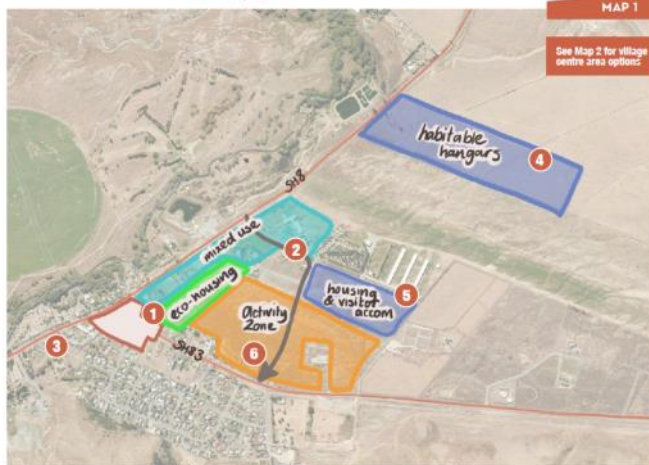 MAP 1
See Map 2 for village
centre area options
habitable
hangars
4
SH8
mixed use
2
eco-housing
1
housing
& visitor
accom
5
activity
zone
6
3
SH83